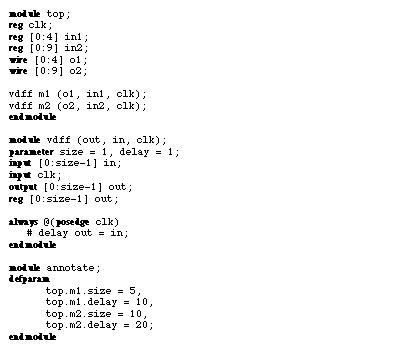 module top;
reg clk;
reg [0:4] in1;
reg [0:9] in2;
wire [0:4] o1;
wire [0:9] o2;
vdff m1 (o1, in1, clk);
vdff m2 (o2, in2, clk);
endmodule
module vdff (out, in, clk);
parameter size = 1, delay = 1;
input [0:size-1] in;
input clk;
output [0:size-1] out;
reg [0:size-1] out;
always @(posedge clk)
# delay out = in;
endmodule
module annotate;
defparam
top.m1.size = 5,
top.m1.delay = 10,
top.m2.size = 10,
top.m2.delay = 20;
endmodule